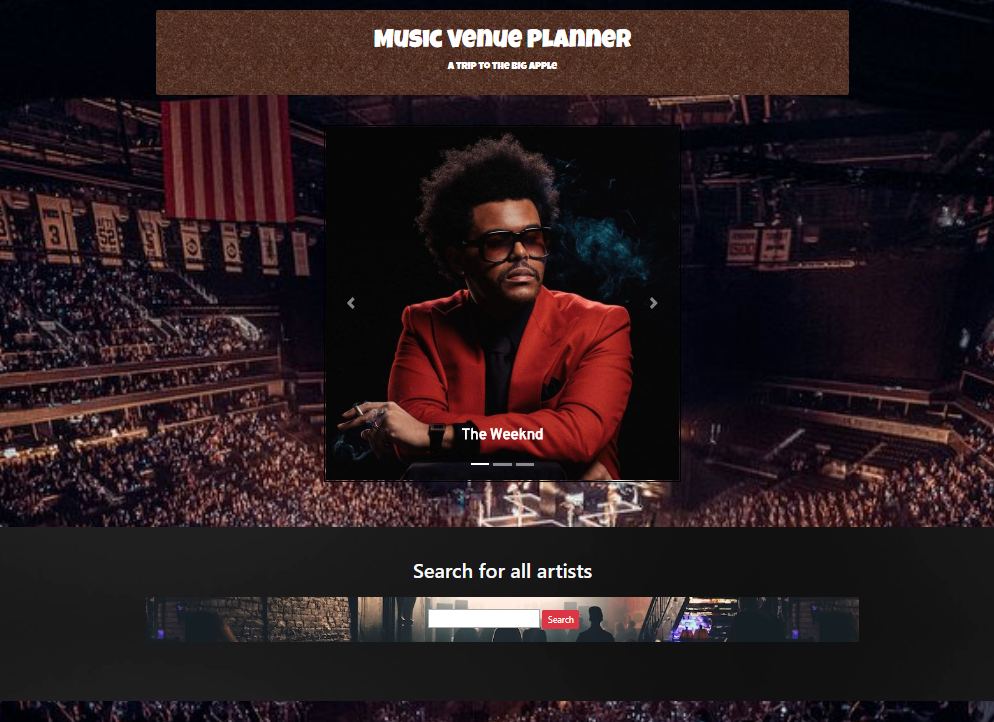 Music Venue Planner
A Trip to the Big Apple
The Weeknd
Search for all artists
Search